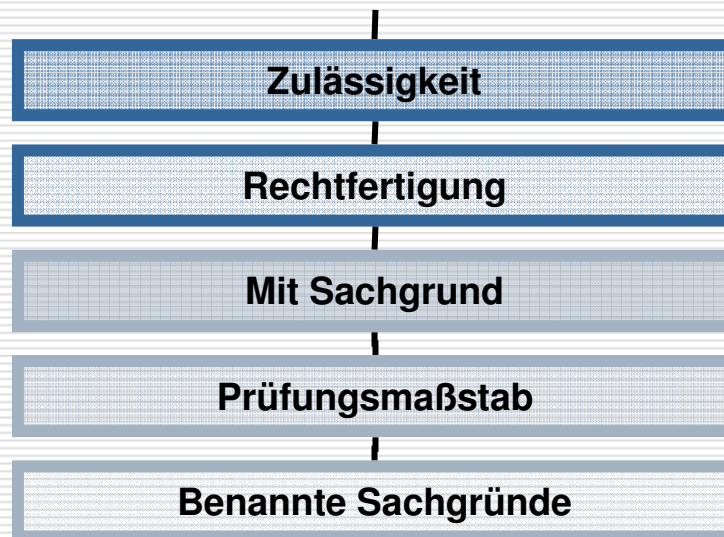 Zulässigkeit
Rechtfertigung
Mit Sachgrund
Prüfungsmaßstab
Benannte Sachgründe